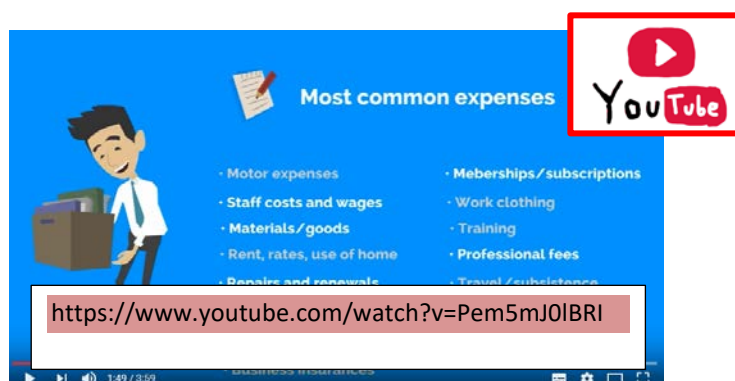 Most common expenses
YouTube
· Motor expenses
· Staff costs and wages
· Materials/goods
· Rent, rates, use of home
· Repairs and renewals
· Meberships/subscriptions
· Work clothing
· Training
· Professional fees
· Travel/subsistence
https://www.youtube.com/watch?v=Pem5mJ0lBRI
· Business insurances
1:49 / 3:59